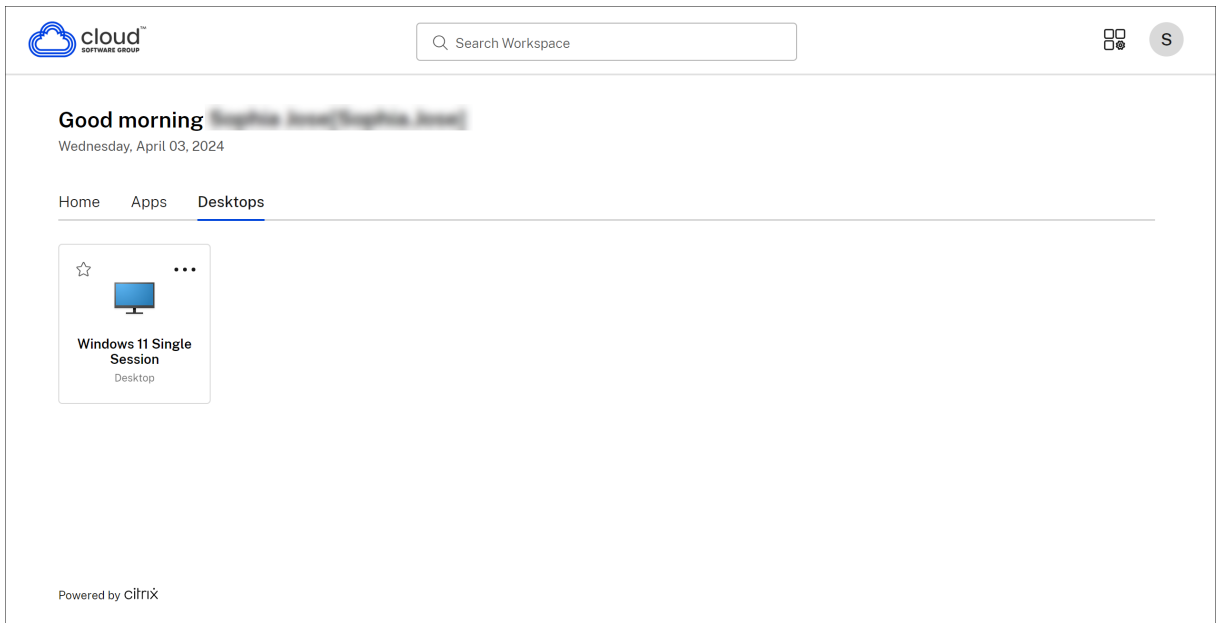 cloud™
SOFTWARE GROUP
Search Workspace
S
Good morning
Wednesday, April 03, 2024
Home Apps Desktops
Windows 11 Single
Session
Desktop
Powered by citrix